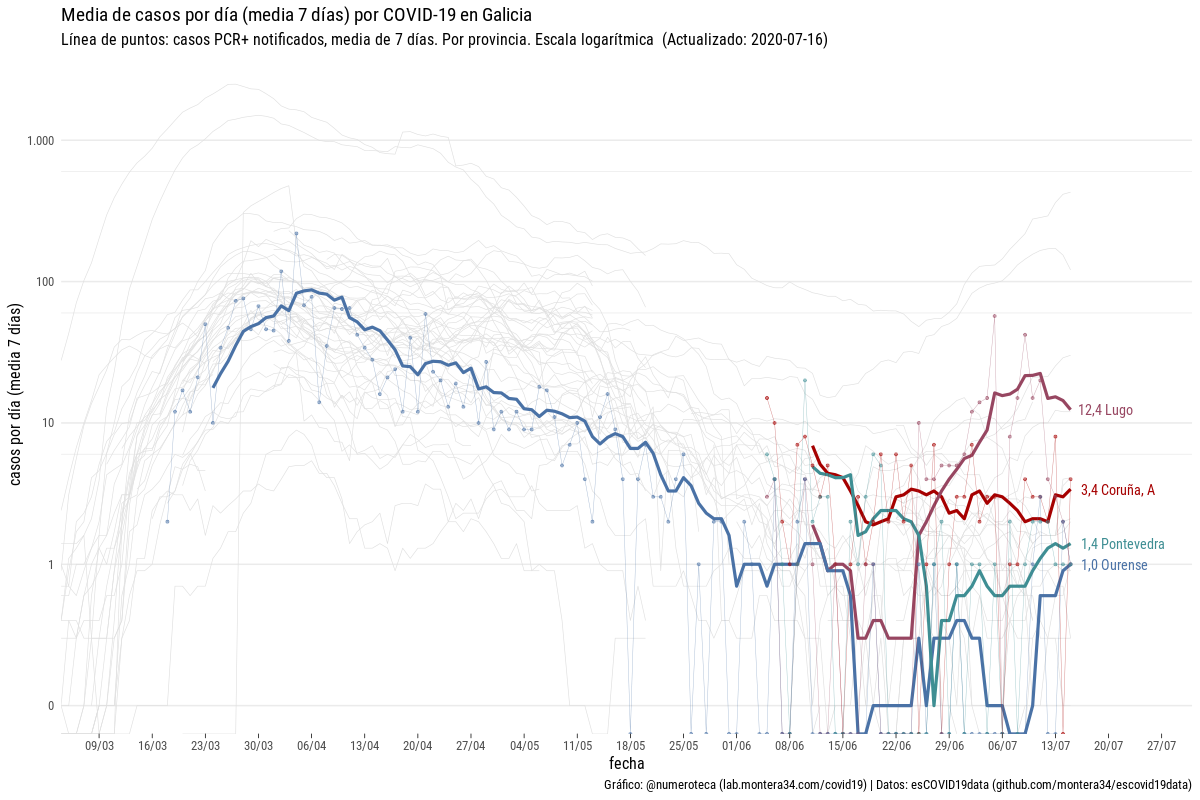 Media de casos por día (media 7 días) por COVID-19 en Galicia
Línea de puntos: casos PCR+ notificados, media de 7 días. Por provincia. Escala logarítmica  (Actualizado: 2020-07-16)
casos por día (media 7 días)
1.000
100
10
1
0
12,4 Lugo
3,4 Coruña, A
1,4 Pontevedra
1,0 Ourense
09/03 16/03 23/03 30/03 06/04 13/04 20/04 27/04 04/05 11/05 18/05 25/05 01/06 08/06 15/06 22/06 29/06 06/07 13/07 20/07 27/07
fecha
Gráfico: @numeroteca (lab.montera34.com/covid19) | Datos: esCOVID19data (github.com/montera34/escovid19data)